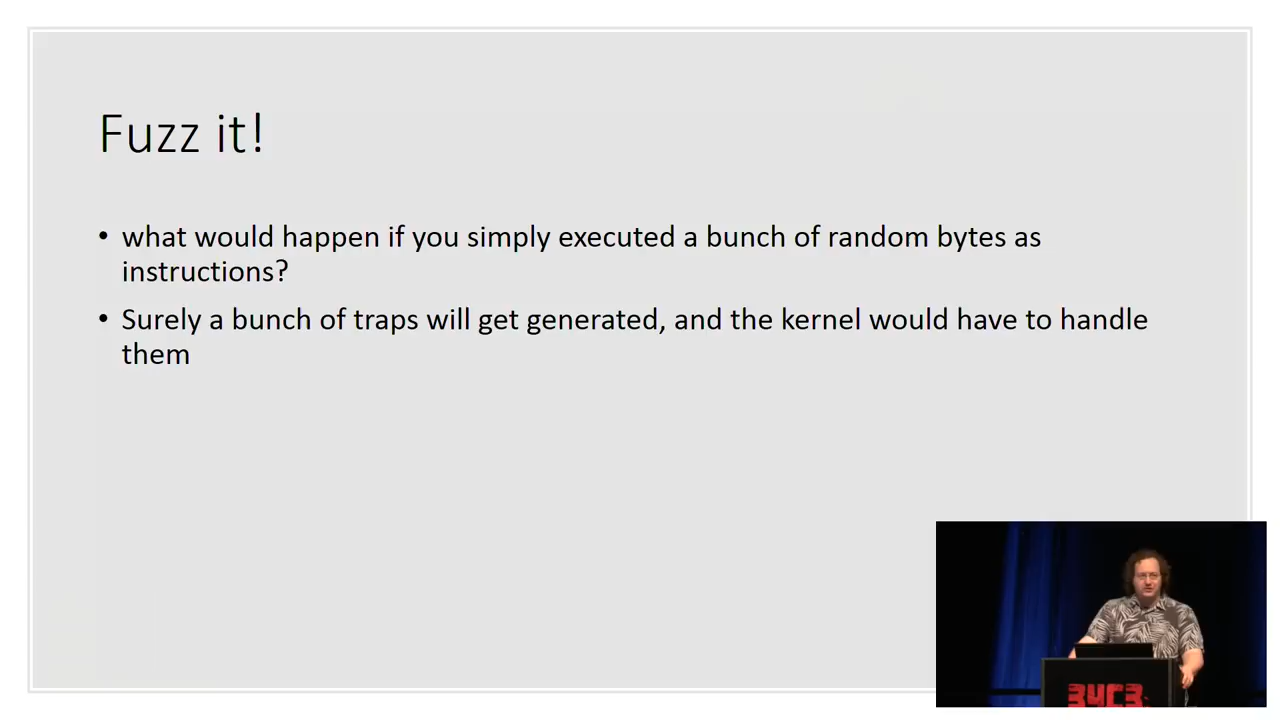 Fuzz it!
• what would happen if you simply executed a bunch of random bytes as
instructions?
• Surely a bunch of traps will get generated, and the kernel would have to handle
them
34C3